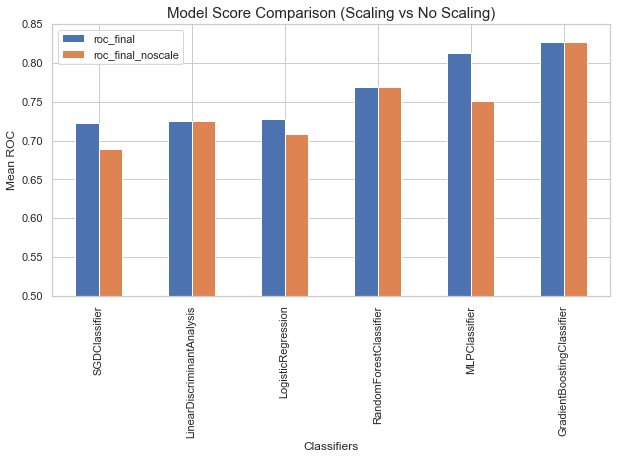 Model Score Comparison (Scaling vs No Scaling)
roc_final
roc_final_noscale
Mean ROC
0.85
0.80
0.75
0.70
0.65
0.60
0.55
0.50
SGDClassifier
LinearDiscriminantAnalysis
LogisticRegression
RandomForestClassifier
MLPClassifier
GradientBoostingClassifier
Classifiers